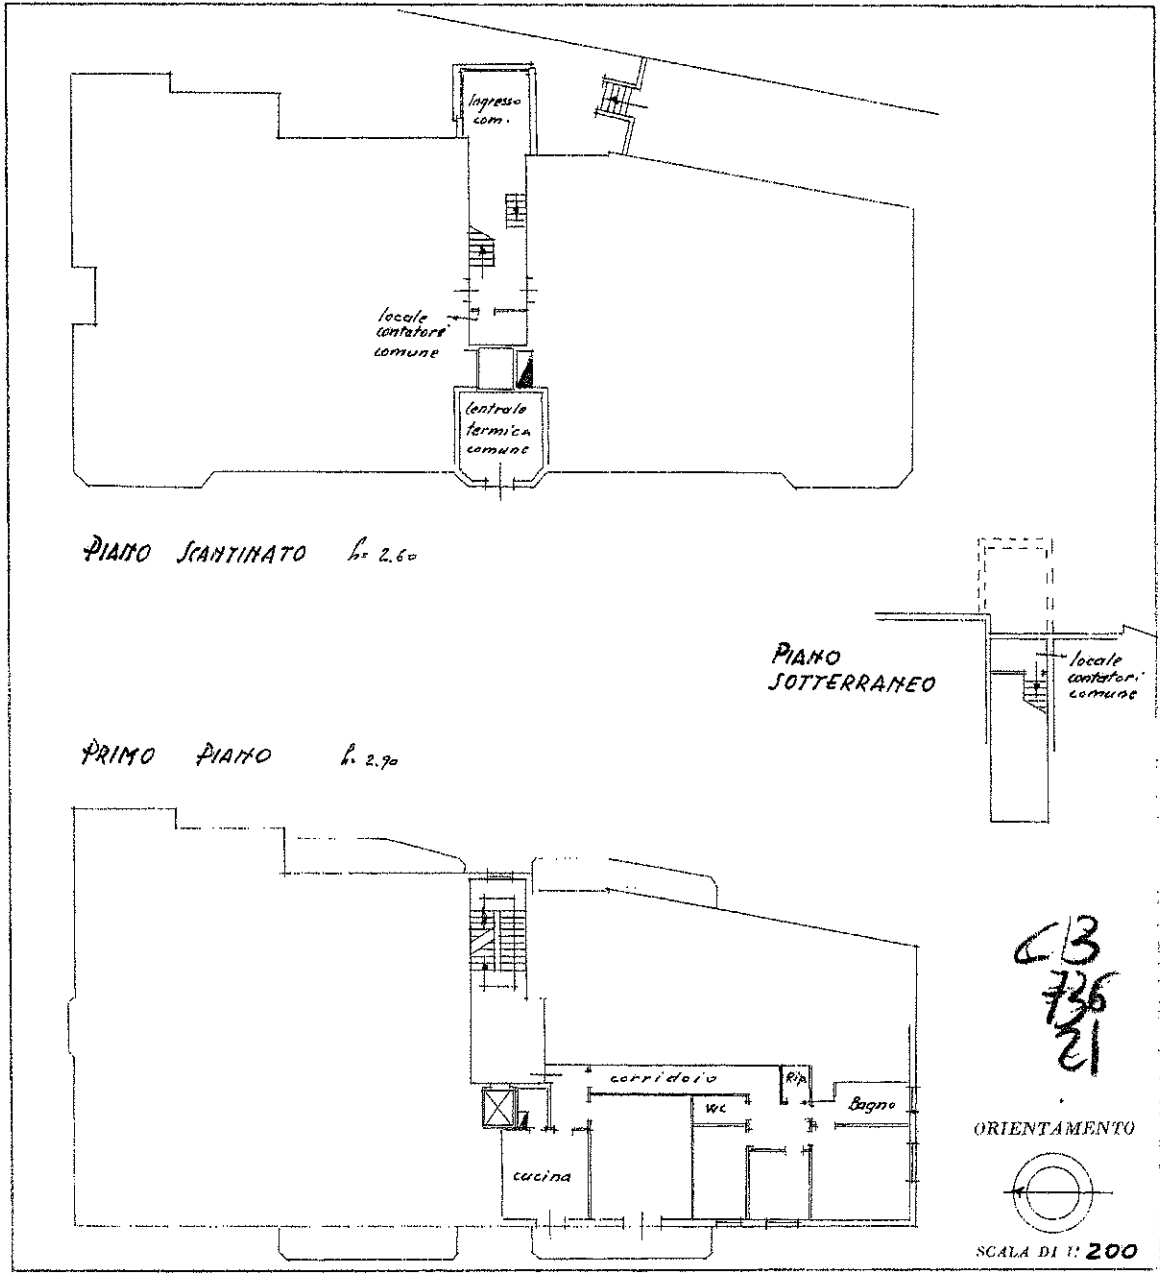 Ingresso
com.
locale
contatori
comune
Centrale
termica
comune
PIANO SCANTINATO h= 2.60
PIANO
SOTTERRANEO
locale
contatori
comune
PRIMO PIANO h= 2.90
corridoio
Rip.
WC
Bagno
cucina
CB
736
21
ORIENTAMENTO
SCALA DI 1: 200